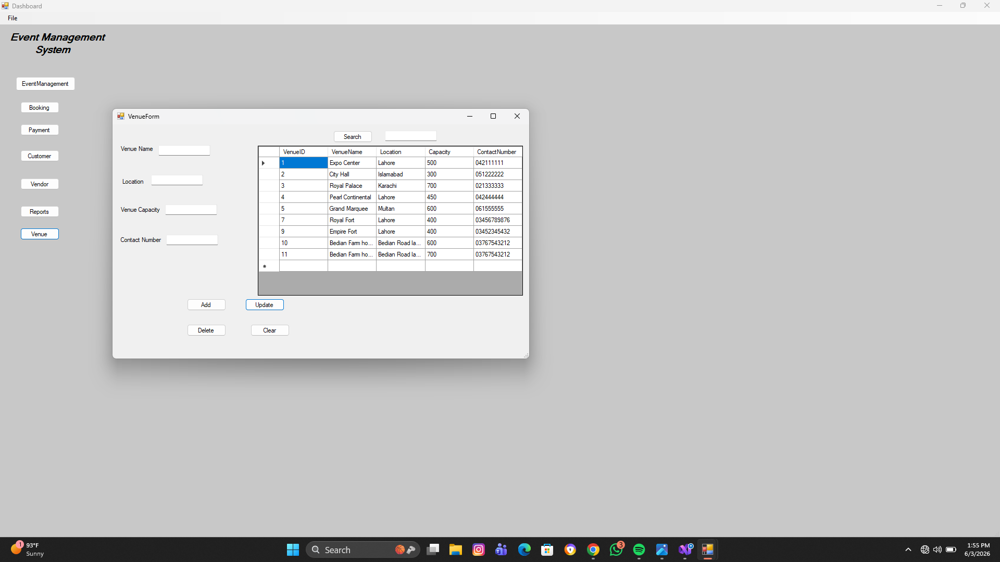 Dashboard
File
Event Management
System
EventManagement
Booking
Payment
Customer
Vendor
Reports
Venue
VenueForm
Search
Venue Name
Location
Venue Capacity
Contact Number
VenueID VenueName Location Capacity ContactNumber
1 Expo Center Lahore 500 042111111
2 City Hall Islamabad 300 051222222
3 Royal Palace Karachi 700 021333333
4 Pearl Continental Lahore 450 042444444
5 Grand Marquee Multan 600 061555555
7 Royal Fort Lahore 400 03456789876
9 Empire Fort Lahore 400 03452345432
10 Bedian Farm ho... Bedian Road la... 600 03767543212
11 Bedian Farm ho... Bedian Road la... 700 03767543212
Add Update
Delete Clear
1
93°F
Sunny
Search
3
1:55 PM
6/3/2026